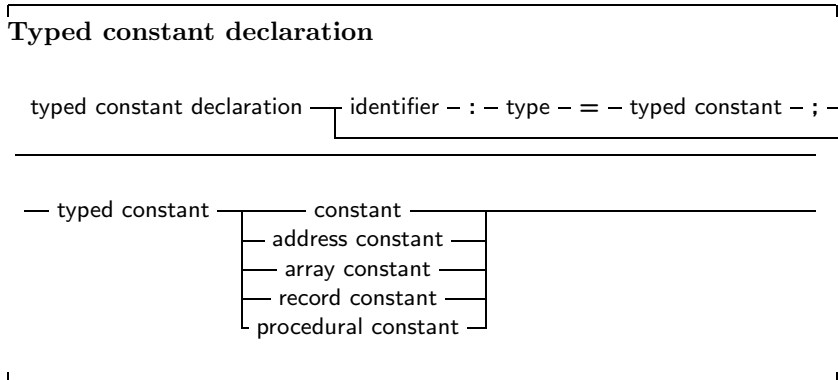 Typed constant declaration
typed constant declaration identifier : type = typed constant ;
typed constant constant
address constant
array constant
record constant
procedural constant